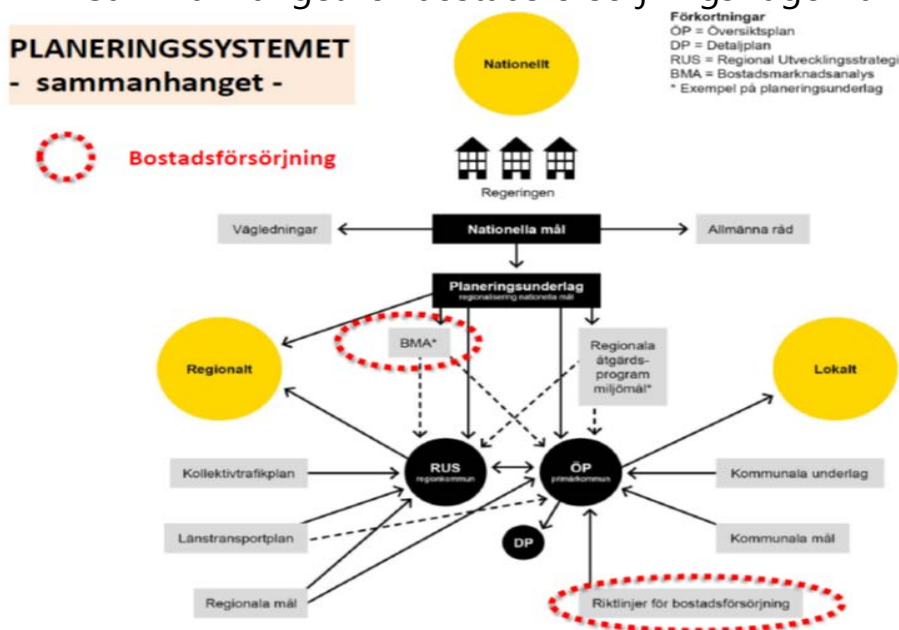 PLANERINGSSYSTEMET
- sammanhanget -
Bostadsförsörjning
Nationellt
Förkortningar
ÖP = Översiktsplan
DP = Detaljplan
RUS = Regional Utvecklingsstrategi
BMA = Bostadsmarknadsanalys
* Exempel på planeringsunderlag
Regeringen
Vägledningar
Nationella mål
Allmänna råd
Planeringsunderlag
regionalisering nationella mål
BMA*
Regionala
åtgärds-
program
miljömål*
Regionalt
Lokalt
Kollektivtrafikplan
RUS
regionkommun
ÖP
primärkommun
Kommunala underlag
Länstransportplan
DP
Kommunala mål
Regionala mål
Riktlinjer för bostadsförsörjning